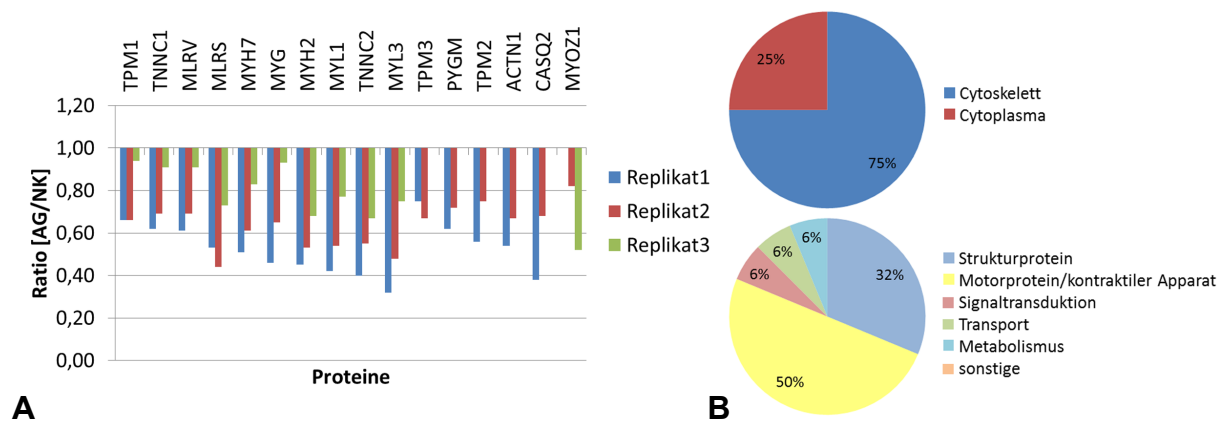 A
TPM1
TNNC1
MLRV
MLRS
MYH7
MYG
MYH2
MYL1
TNNC2
MYL3
TPM3
PYGM
TPM2
ACTN1
CASQ2
MYOZ1
Ratio [AG/NK]
1,20
1,00
0,80
0,60
0,40
0,20
0,00
Proteine
Replikat1
Replikat2
Replikat3
B
25%
75%
Cytoskelett
Cytoplasma
6%
6%
6%
32%
50%
Strukturprotein
Motorprotein/kontraktiler Apparat
Signaltransduktion
Transport
Metabolismus
sonstige